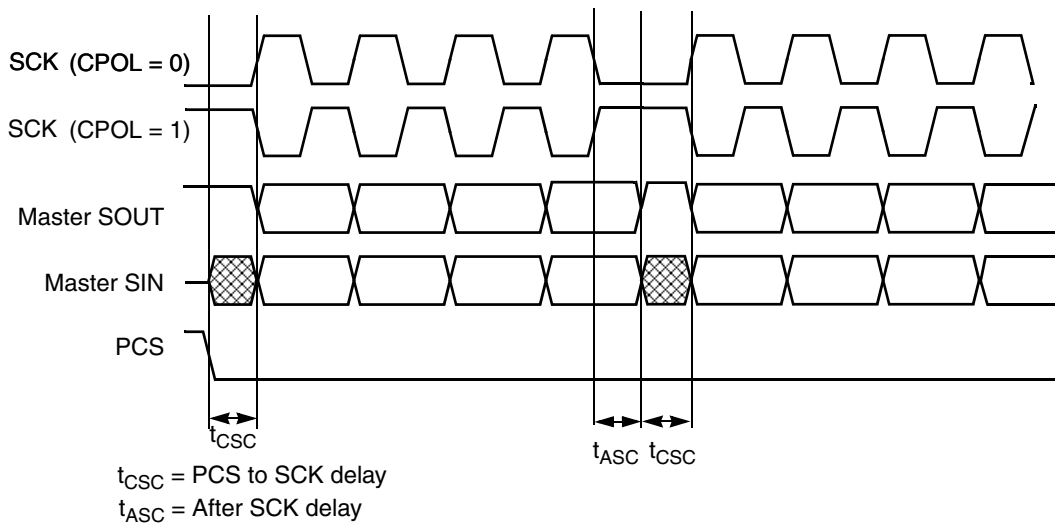 SCK (CPOL = 0)
SCK (CPOL = 1)
Master SOUT
Master SIN
PCS
tCSC
tASC
tCSC
tCSC = PCS to SCK delay
tASC = After SCK delay